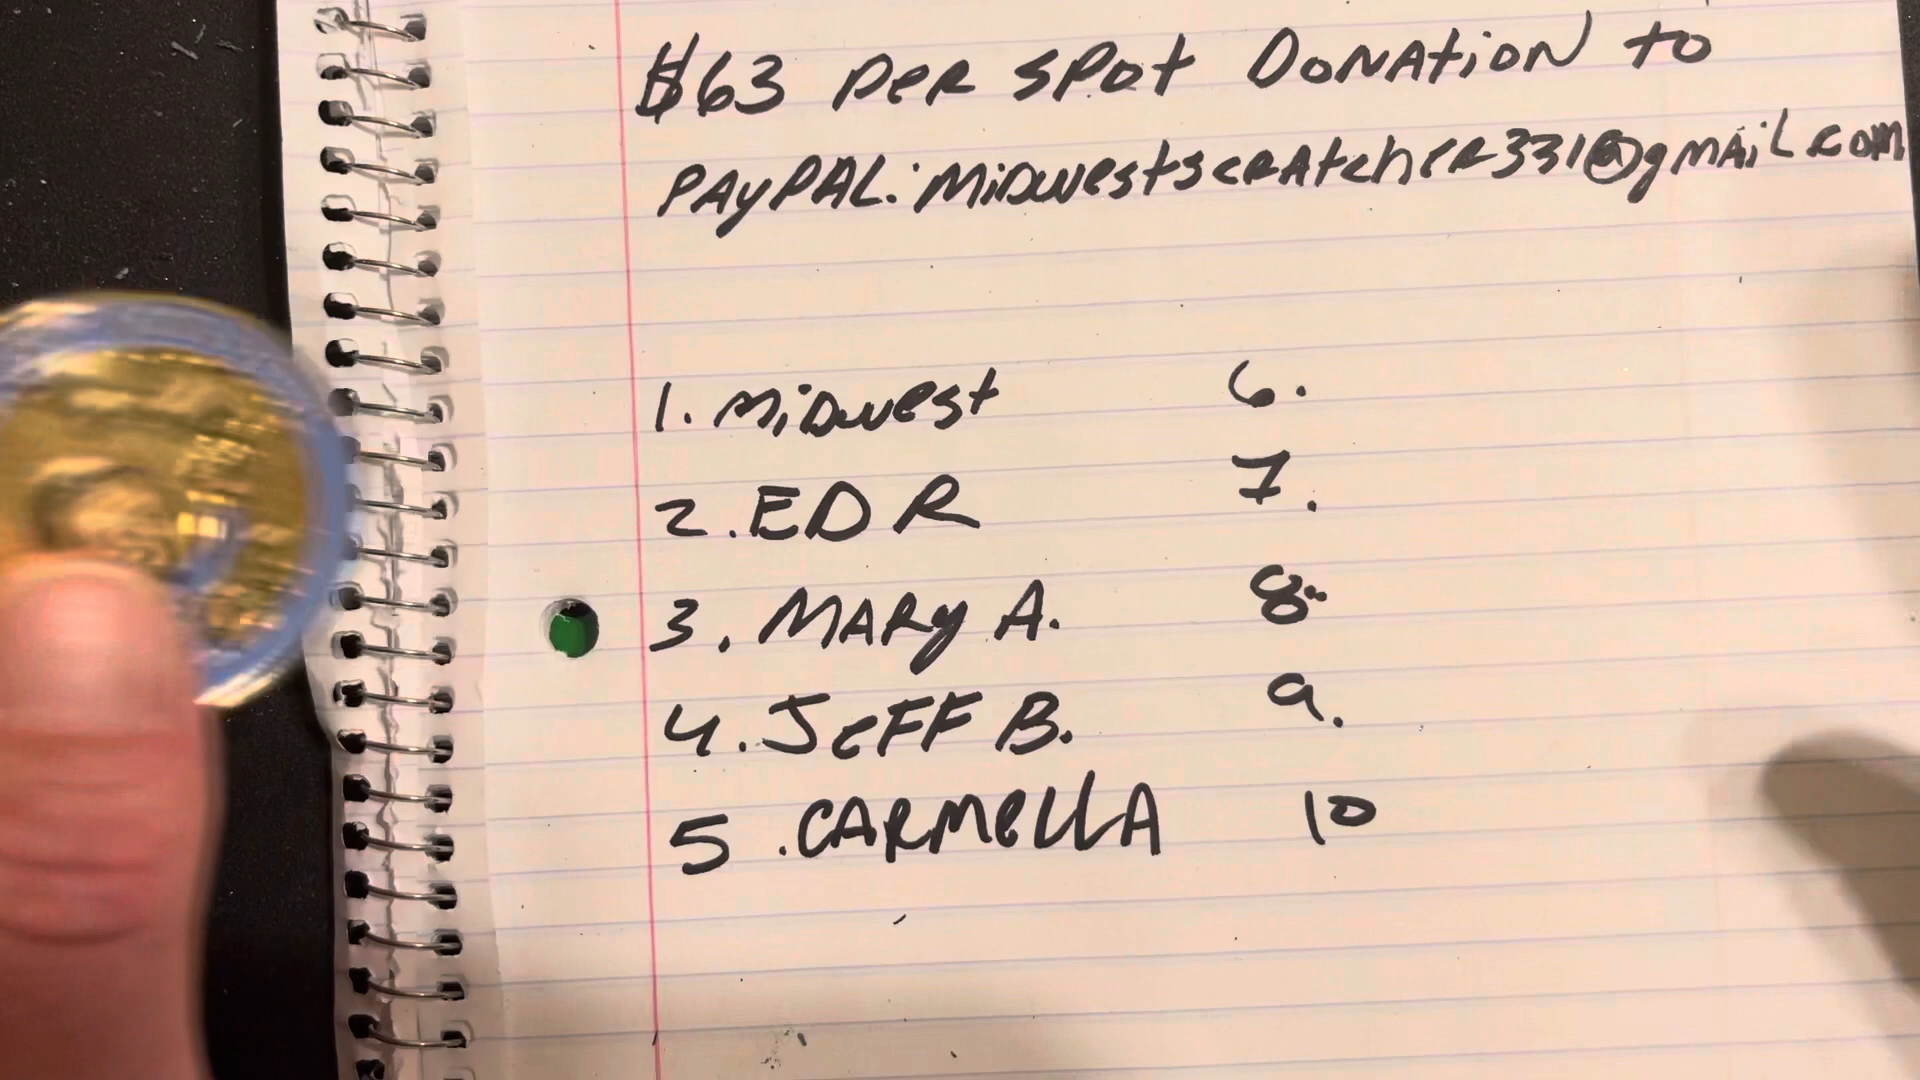 $63 PER SPOT DONATION to
PAYPAL: MIDWESTSCRATCHER331@gmail.com
1. MIDWEST
2. ED R
3. MARY A.
4. JEFF B.
5. CARMELLA
6.
7.
8.
9.
10